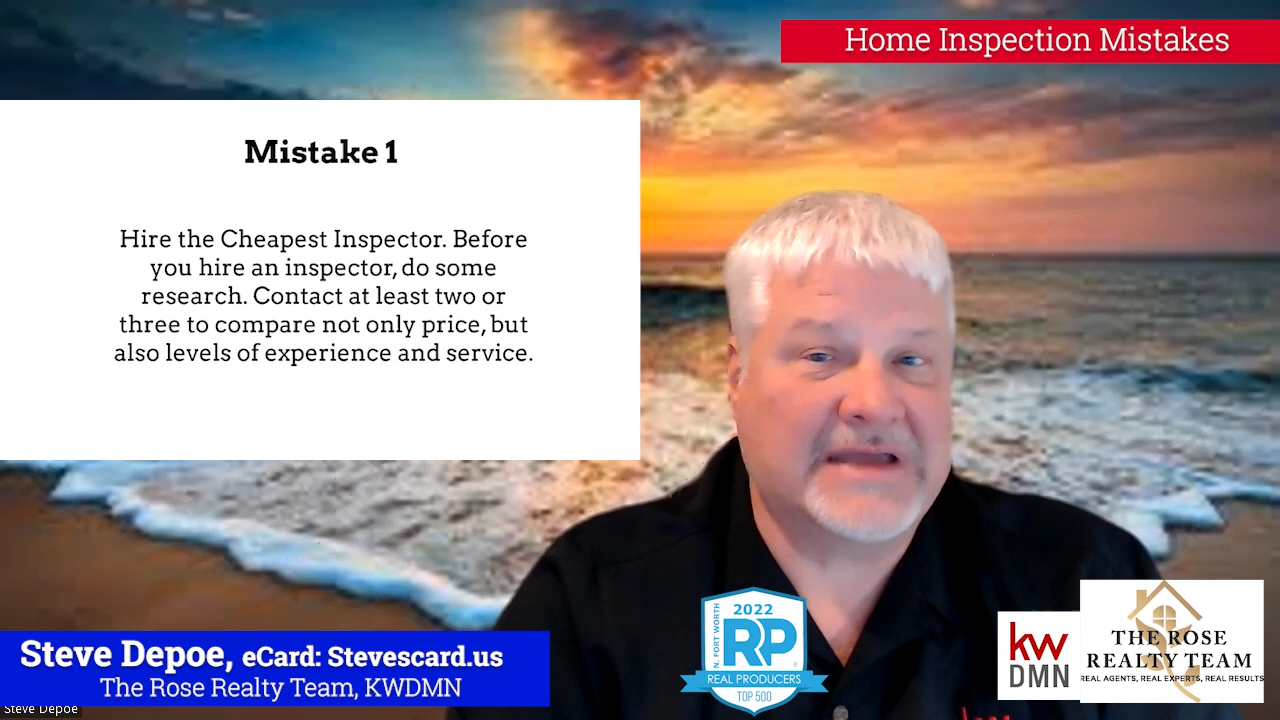 Home Inspection Mistakes
Mistake 1
Hire the Cheapest Inspector. Before
you hire an inspector, do some
research. Contact at least two or
three to compare not only price, but
also levels of experience and service.
Steve Depoe, eCard: Stevescard.us
The Rose Realty Team, KWDMN
Steve Depoe
2022
N. FORT WORTH
RP
REAL PRODUCERS
TOP 500
kw
DMN
THE ROSE
REALTY TEAM
REAL AGENTS, REAL EXPERTS, REAL RESULTS